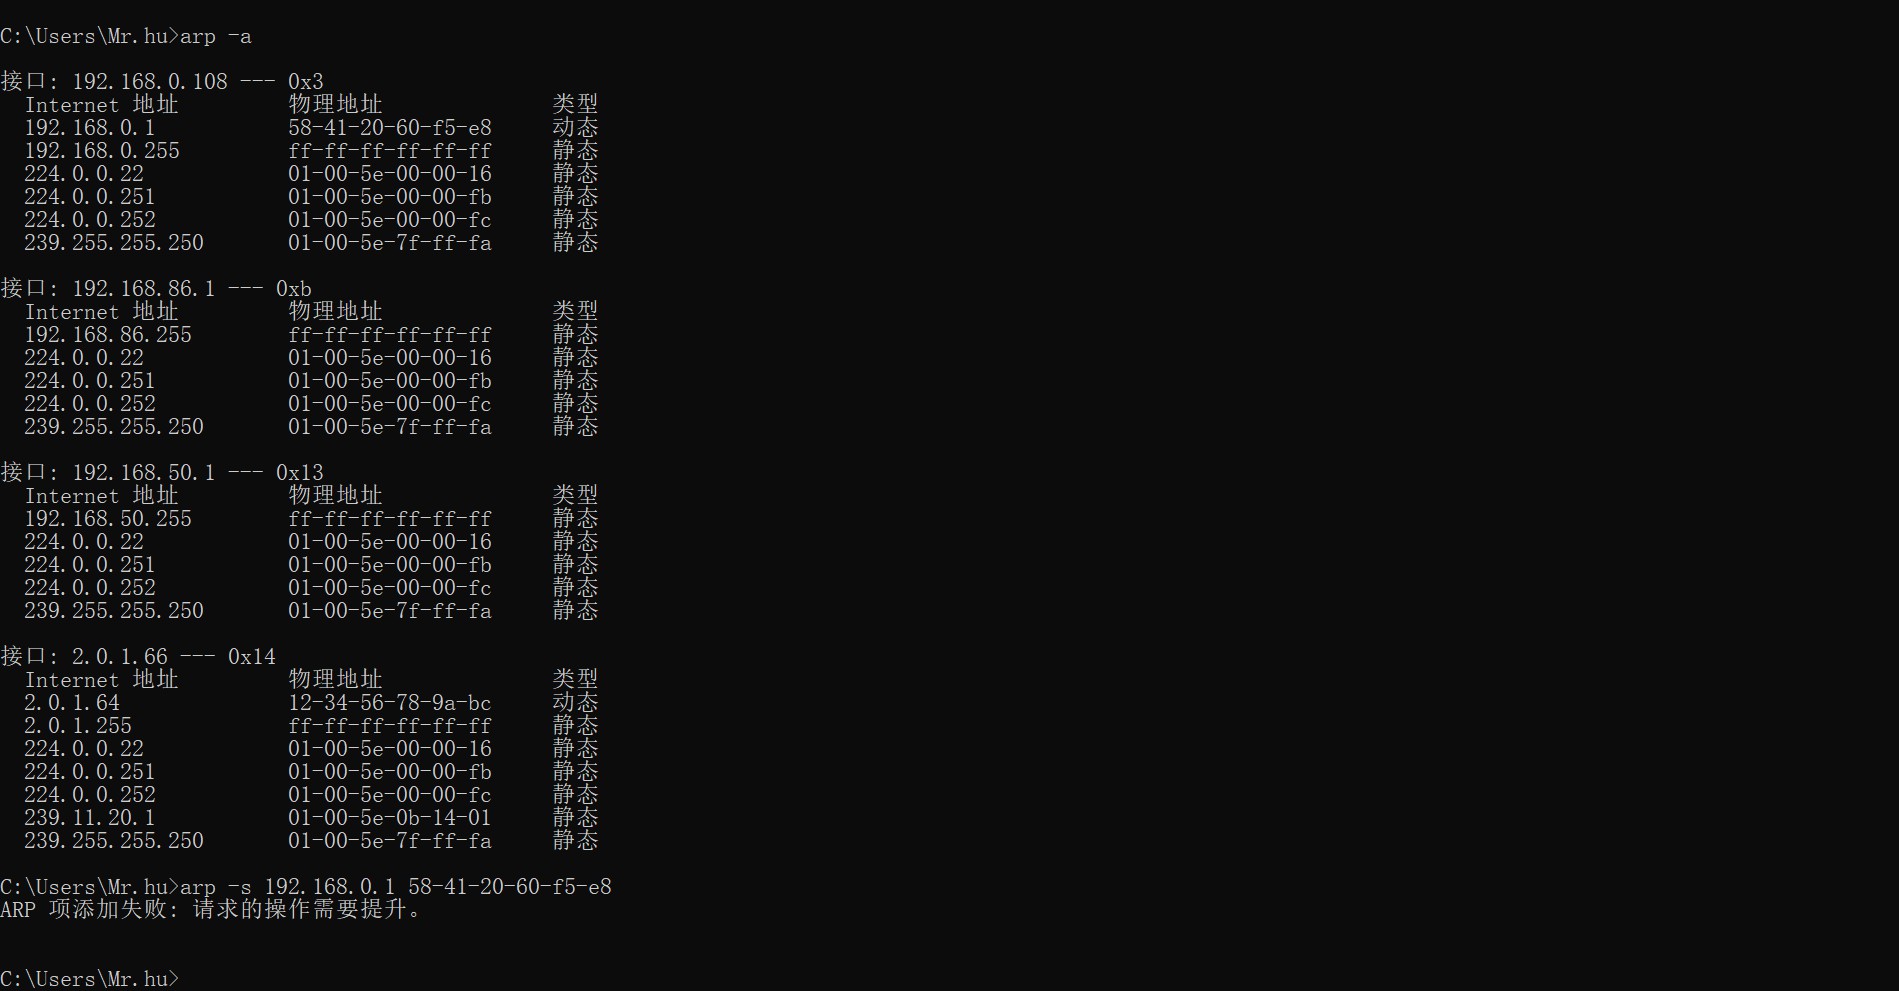 C:\Users\Mr.hu>arp -a
接口: 192.168.0.108 --- 0x3
  Internet 地址         物理地址              类型
  192.168.0.1           58-41-20-60-f5-e8     动态
  192.168.0.255         ff-ff-ff-ff-ff-ff     静态
  224.0.0.22            01-00-5e-00-00-16     静态
  224.0.0.251           01-00-5e-00-00-fb     静态
  224.0.0.252           01-00-5e-00-00-fc     静态
  239.255.255.250       01-00-5e-7f-ff-fa     静态
接口: 192.168.86.1 --- 0xb
  Internet 地址         物理地址              类型
  192.168.86.255        ff-ff-ff-ff-ff-ff     静态
  224.0.0.22            01-00-5e-00-00-16     静态
  224.0.0.251           01-00-5e-00-00-fb     静态
  224.0.0.252           01-00-5e-00-00-fc     静态
  239.255.255.250       01-00-5e-7f-ff-fa     静态
接口: 192.168.50.1 --- 0x13
  Internet 地址         物理地址              类型
  192.168.50.255        ff-ff-ff-ff-ff-ff     静态
  224.0.0.22            01-00-5e-00-00-16     静态
  224.0.0.251           01-00-5e-00-00-fb     静态
  224.0.0.252           01-00-5e-00-00-fc     静态
  239.255.255.250       01-00-5e-7f-ff-fa     静态
接口: 2.0.1.66 --- 0x14
  Internet 地址         物理地址              类型
  2.0.1.64              12-34-56-78-9a-bc     动态
  2.0.1.255             ff-ff-ff-ff-ff-ff     静态
  224.0.0.22            01-00-5e-00-00-16     静态
  224.0.0.251           01-00-5e-00-00-fb     静态
  224.0.0.252           01-00-5e-00-00-fc     静态
  239.11.20.1           01-00-5e-0b-14-01     静态
  239.255.255.250       01-00-5e-7f-ff-fa     静态
C:\Users\Mr.hu>arp -s 192.168.0.1 58-41-20-60-f5-e8
ARP 项添加失败: 请求的操作需要提升。
C:\Users\Mr.hu>